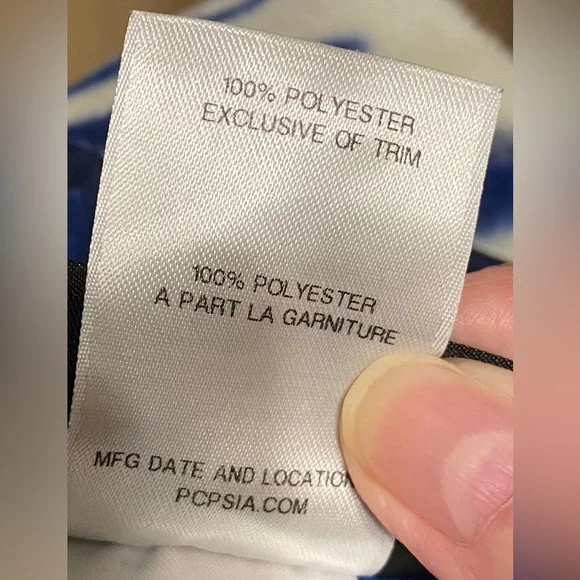 100% POLYESTER
EXCLUSIVE OF TRIM
100% POLYESTER
A PART LA GARNITURE
MFG DATE AND LOCATION
PCPSIA.COM